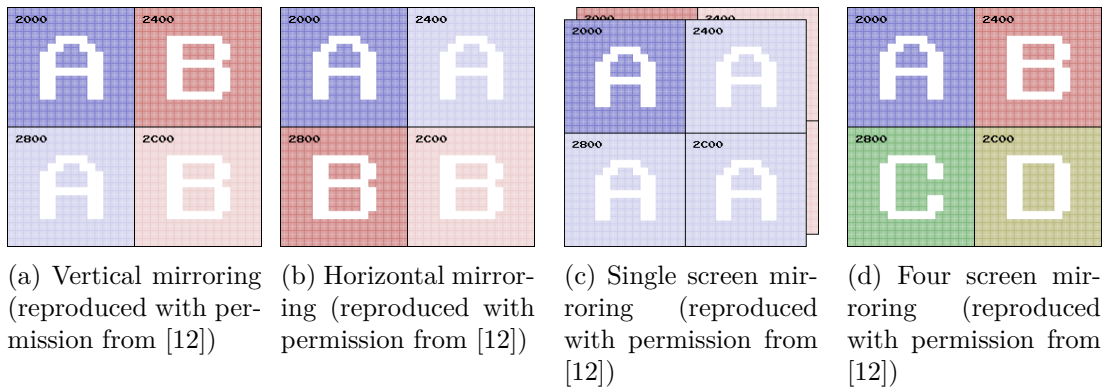 2000 2400
A B
2800 2C00
A B
2000 2400
A A
2800 2C00
B B
2000 2400
2000 2400
A A
2800 2C00
A A
2000 2400
A B
2800 2C00
C D
(a) Vertical mirroring
(reproduced with per-
mission from [12])
(b) Horizontal mirror-
ing (reproduced with
permission from [12])
(c) Single screen mir-
roring (reproduced
with permission from
[12])
(d) Four screen mir-
roring (reproduced
with permission from
[12])